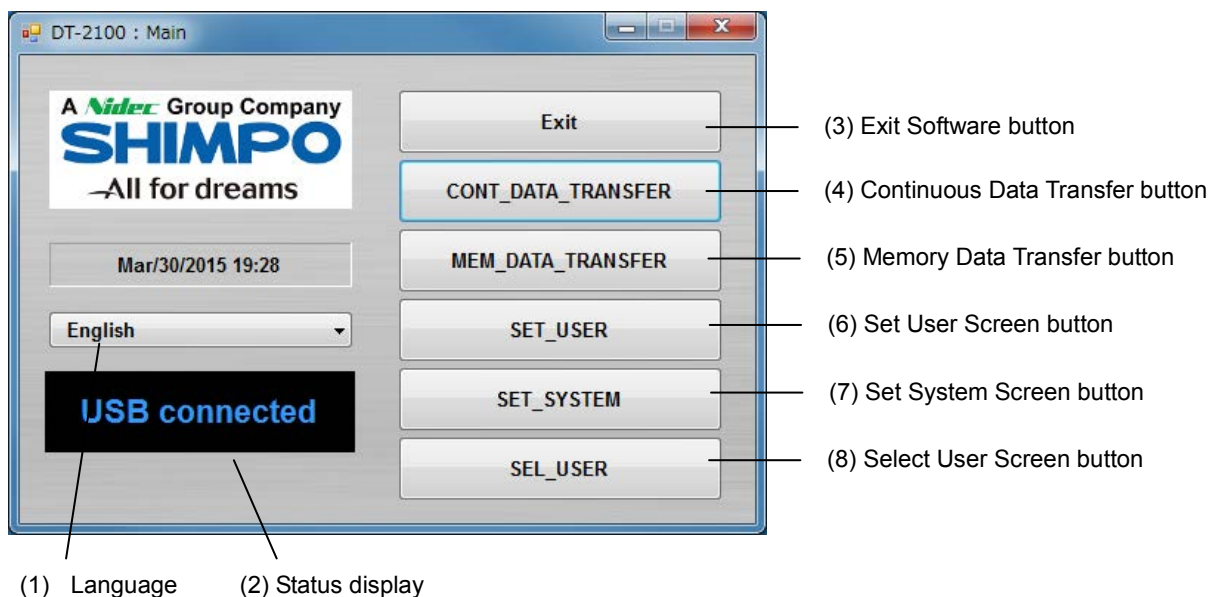 DT-2100 : Main
A Nidec Group Company
SHIMPO
All for dreams
Mar/30/2015 19:28
English
USB connected
Exit
CONT_DATA_TRANSFER
MEM_DATA_TRANSFER
SET_USER
SET_SYSTEM
SEL_USER
(3) Exit Software button
(4) Continuous Data Transfer button
(5) Memory Data Transfer button
(6) Set User Screen button
(7) Set System Screen button
(8) Select User Screen button
(1) Language
(2) Status display